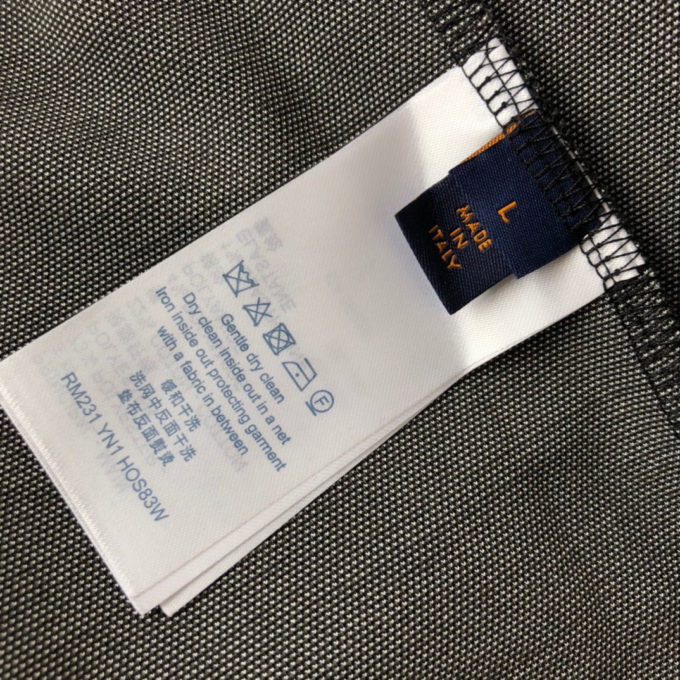 L
MADE
IN
ITALY
Gentle dry clean
Dry clean inside out in a net
Iron inside out protecting garment
with a fabric in between
缓和干洗
洗网中反面干洗
垫布反面熨烫
RM231 YN1 HOS83W